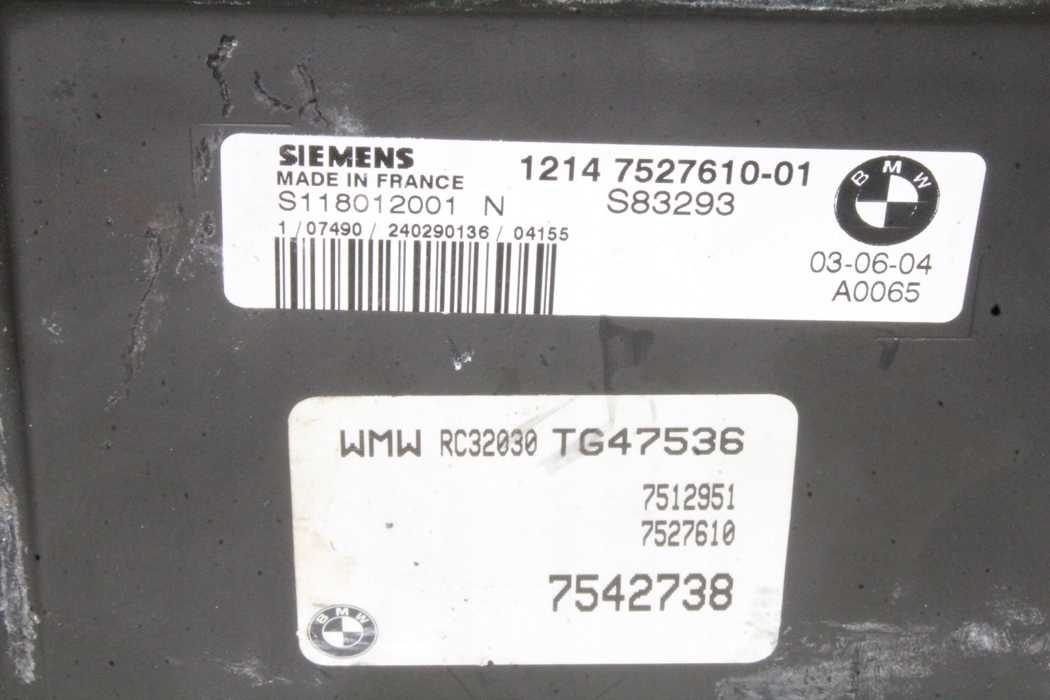 SIEMENS 1214 7527610-01
MADE IN FRANCE
S118012001 N S83293
1/07490/240290136/04155
BMW
03-06-04
A0065
WMW RC32030 TG47536
7512951
7527610
7542738
BMW